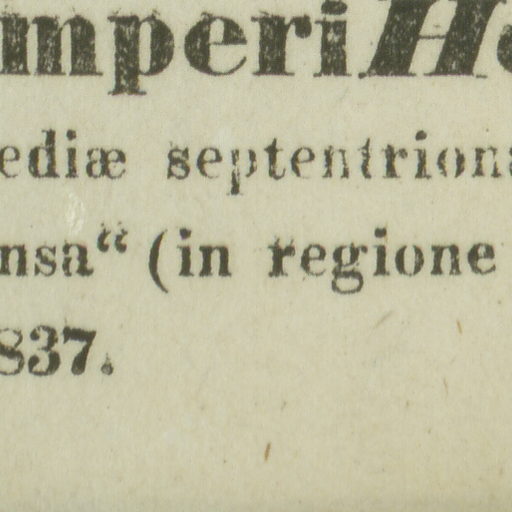 mperi H
ediæ septentriona
nsa“ (in regione
837.